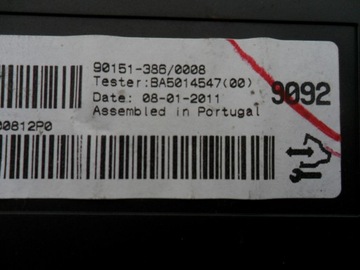 90151-386/0008
Tester:BA5014547(00)
Date: 08-01-2011
Assembled in Portugal
9092
00812P0